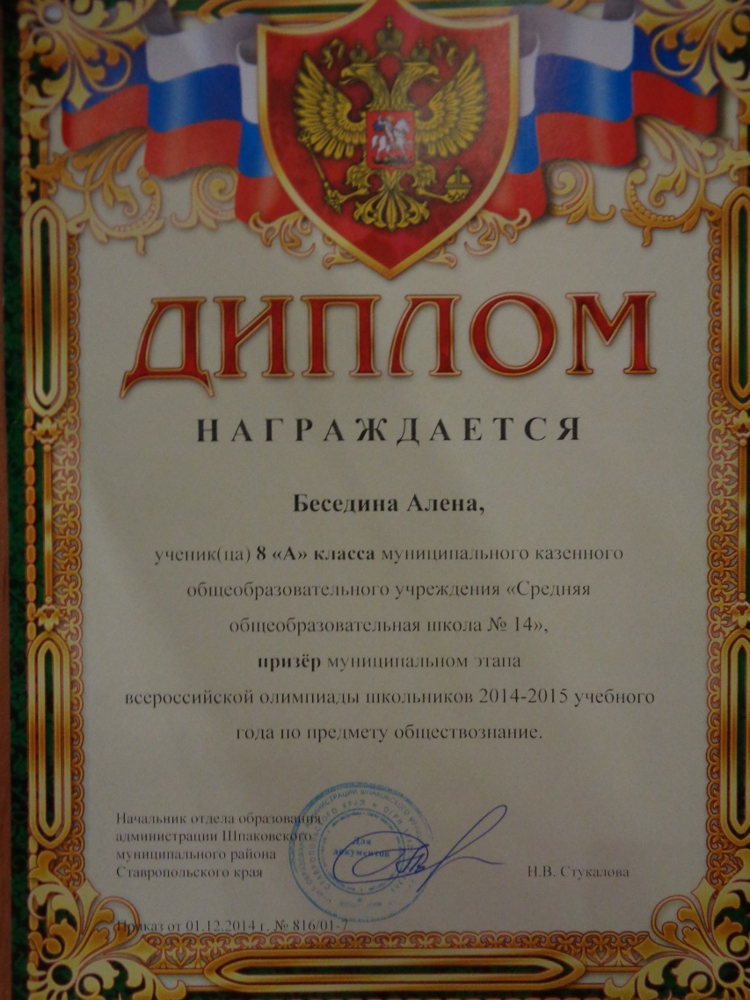 ДИПЛОМ
НАГРАЖДАЕТСЯ
Беседина Алена,
ученик(ца) 8 «А» класса муниципального казенного
общеобразовательного учреждения «Средняя
общеобразовательная школа № 14»,
призёр муниципальном этапа
всероссийской олимпиады школьников 2014-2015 учебного
года по предмету обществознание.
Начальник отдела образования
администрации Шпаковского
муниципального района
Ставропольского края
Н.В. Стукалова
Для
документов
Приказ от 01.12.2014 г. № 816/01-7